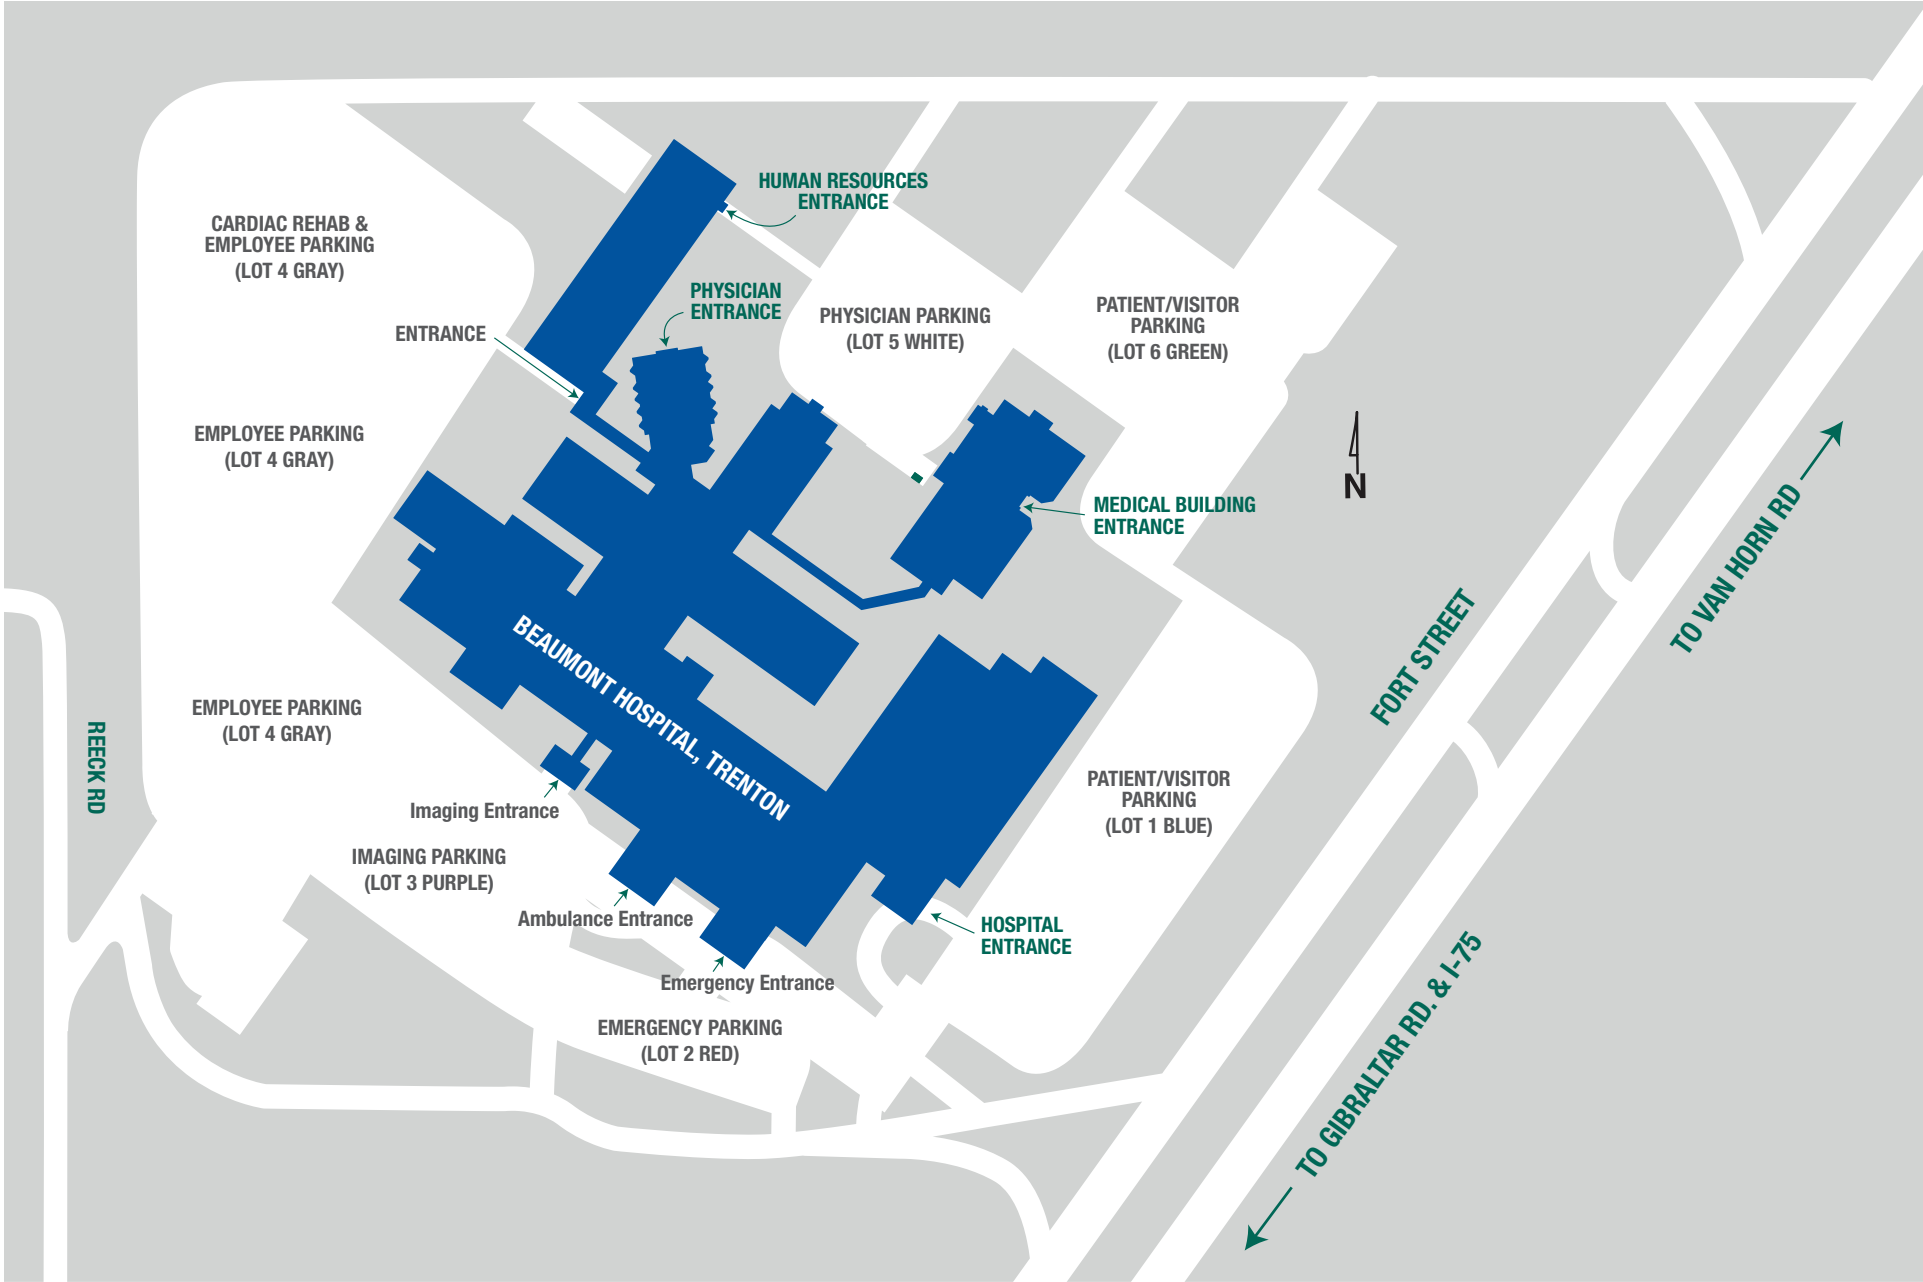 HUMAN RESOURCES
ENTRANCE
CARDIAC REHAB &
EMPLOYEE PARKING
(LOT 4 GRAY)
PHYSICIAN
ENTRANCE
ENTRANCE
PHYSICIAN PARKING
(LOT 5 WHITE)
PATIENT/VISITOR
PARKING
(LOT 6 GREEN)
EMPLOYEE PARKING
(LOT 4 GRAY)
N
MEDICAL BUILDING
ENTRANCE
TO VAN HORN RD
FORT STREET
BEAUMONT HOSPITAL, TRENTON
EMPLOYEE PARKING
(LOT 4 GRAY)
REECK RD
PATIENT/VISITOR
PARKING
(LOT 1 BLUE)
Imaging Entrance
IMAGING PARKING
(LOT 3 PURPLE)
Ambulance Entrance
HOSPITAL
ENTRANCE
Emergency Entrance
EMERGENCY PARKING
(LOT 2 RED)
TO GIBRALTAR RD. & I-75